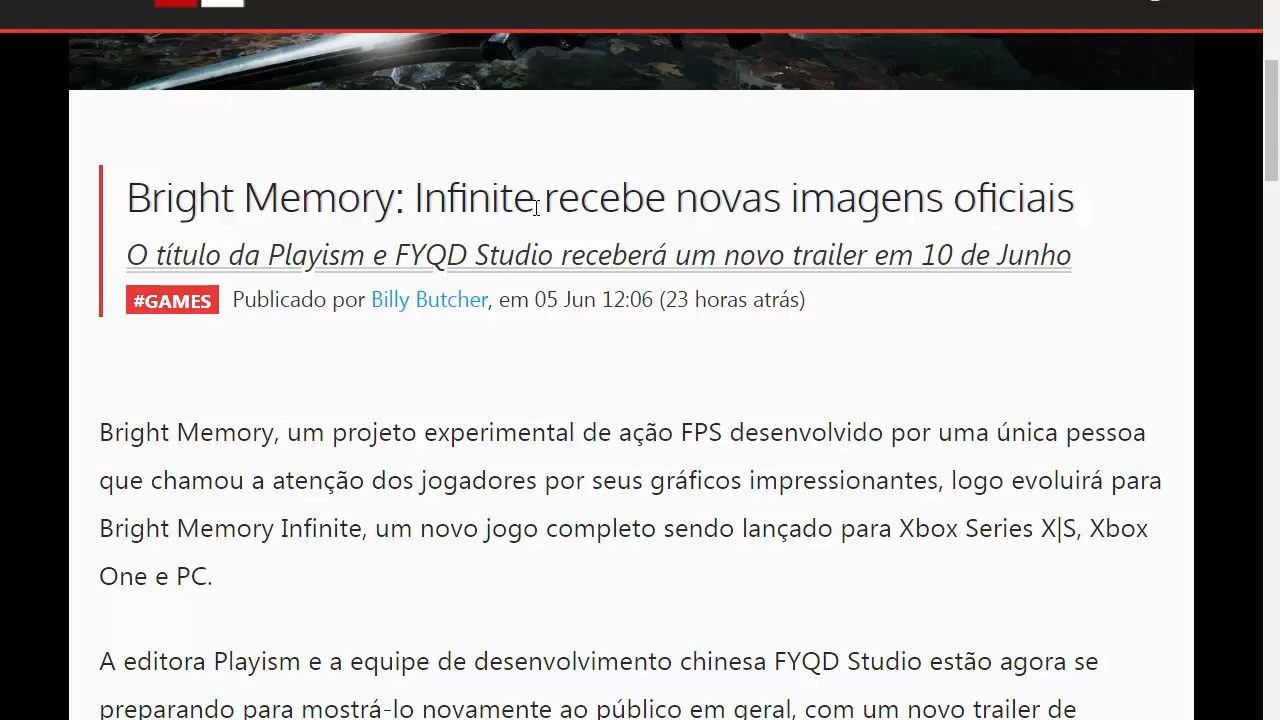 Bright Memory: Infinite recebe novas imagens oficiais
O título da Playism e FYQD Studio receberá um novo trailer em 10 de Junho
#GAMES Publicado por Billy Butcher, em 05 Jun 12:06 (23 horas atrás)
Bright Memory, um projeto experimental de ação FPS desenvolvido por uma única pessoa
que chamou a atenção dos jogadores por seus gráficos impressionantes, logo evoluirá para
Bright Memory Infinite, um novo jogo completo sendo lançado para Xbox Series X|S, Xbox
One e PC.
A editora Playism e a equipe de desenvolvimento chinesa FYQD Studio estão agora se
preparando para mostrá-lo novamente ao público em geral, com um novo trailer de